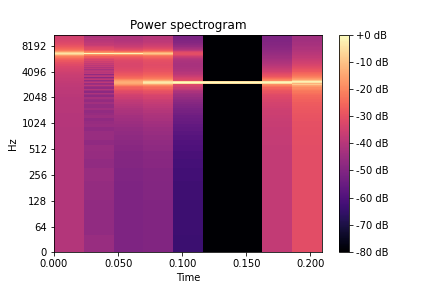 Power spectrogram
8192
4096
2048
1024
512
256
128
64
0
Hz
0.000 0.050 0.100 0.150 0.200
Time
+0 dB
-10 dB
-20 dB
-30 dB
-40 dB
-50 dB
-60 dB
-70 dB
-80 dB